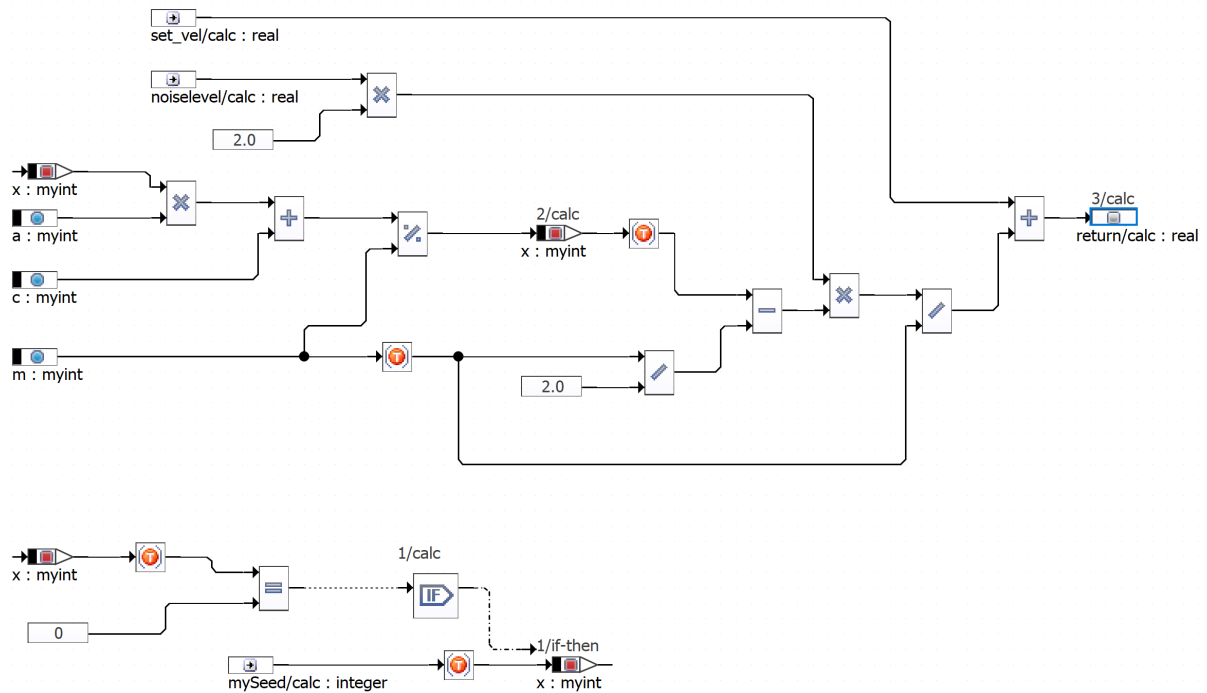 set_vel/calc : real
noiselevel/calc : real
2.0
x : myint
a : myint
c : myint
m : myint
2/calc
x : myint
3/calc
return/calc : real
2.0
x : myint
0
1/calc
IF
1/if-then
mySeed/calc : integer
x : myint
T
T
T
T